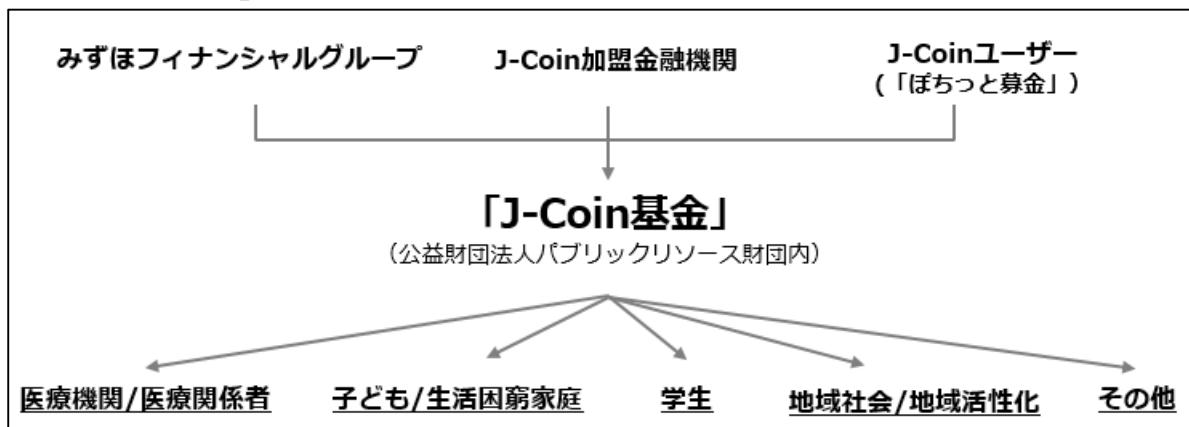 みずほフィナンシャルグループ
J-Coin加盟金融機関
J-Coinユーザー
(「ぽちっと募金」)
「J-Coin基金」
（公益財団法人パブリックリソース財団内）
医療機関/医療関係者
子ども/生活困窮家庭
学生
地域社会/地域活性化
その他